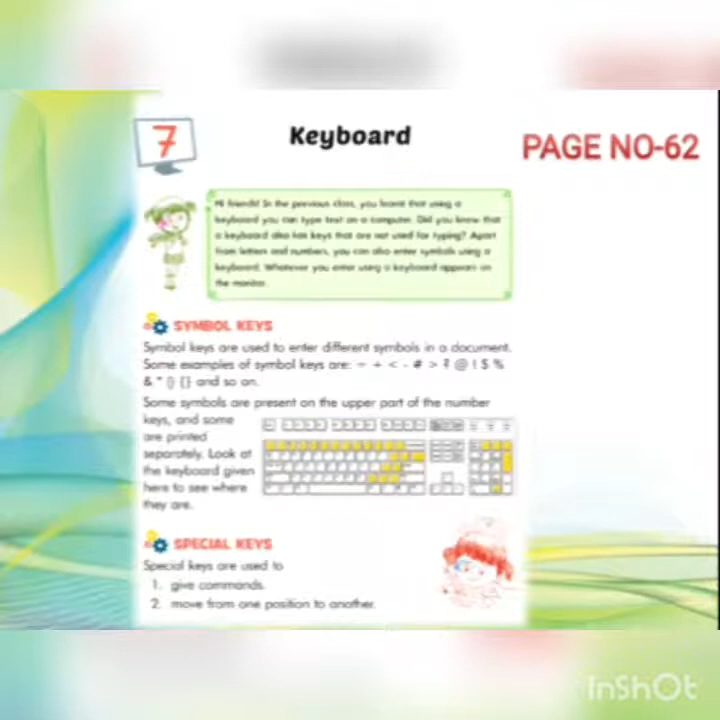 7
Keyboard
PAGE NO-62
Hi friends! In the previous class, you learnt that using a
keyboard you can type text on a computer. Did you know that
a keyboard also has keys that are not used for typing? Apart
from letters and numbers, you can also enter symbols using a
keyboard. Whatever you enter using a keyboard appears on
the monitor.
SYMBOL KEYS
Symbol keys are used to enter different symbols in a document.
Some examples of symbol keys are: ~ + < - # > ? @ ! $ %
& * [] {} and so on.
Some symbols are present on the upper part of the number
keys, and some
are printed
separately. Look at
the keyboard given
here to see where
they are.
SPECIAL KEYS
Special keys are used to
1. give commands.
2. move from one position to another.
InShOt